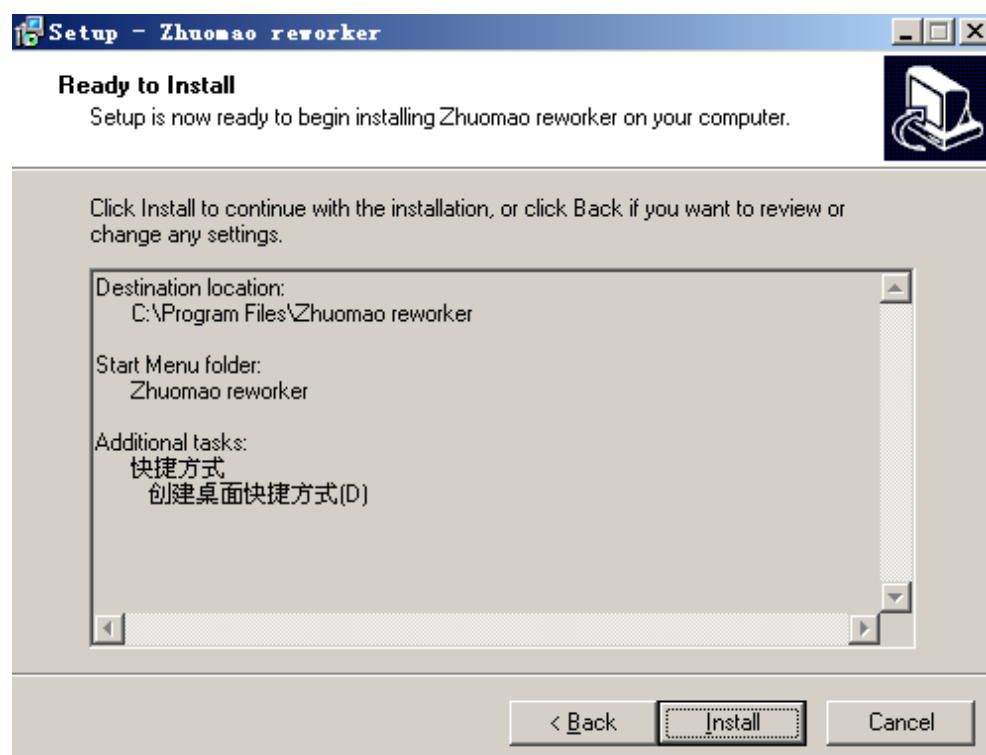 Setup - Zhuomao reworker
Ready to Install
Setup is now ready to begin installing Zhuomao reworker on your computer.
Click Install to continue with the installation, or click Back if you want to review or
change any settings.
Destination location:
C:\Program Files\Zhuomao reworker
Start Menu folder:
Zhuomao reworker
Additional tasks:
快捷方式
创建桌面快捷方式(D)
< Back
Install
Cancel